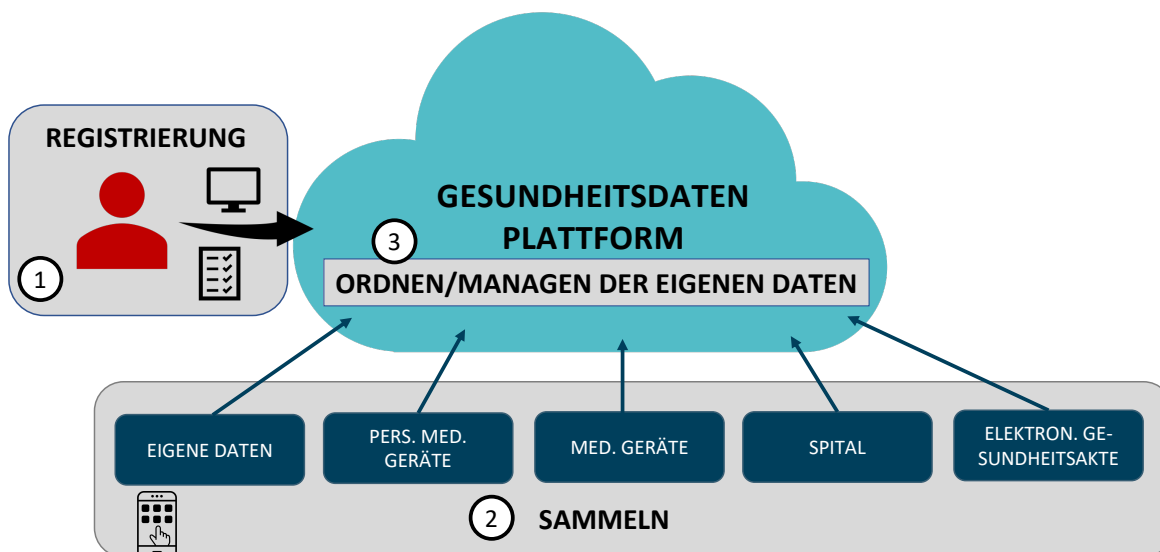 REGISTRIERUNG
1
GESUNDHEITSDATEN
PLATTFORM
3
ORDNEN/MANAGEN DER EIGENEN DATEN
EIGENE DATEN
PERS. MED.
GERÄTE
MED. GERÄTE
SPITAL
ELEKTRON. GE-
SUNDHEITSAKTE
2
SAMMELN